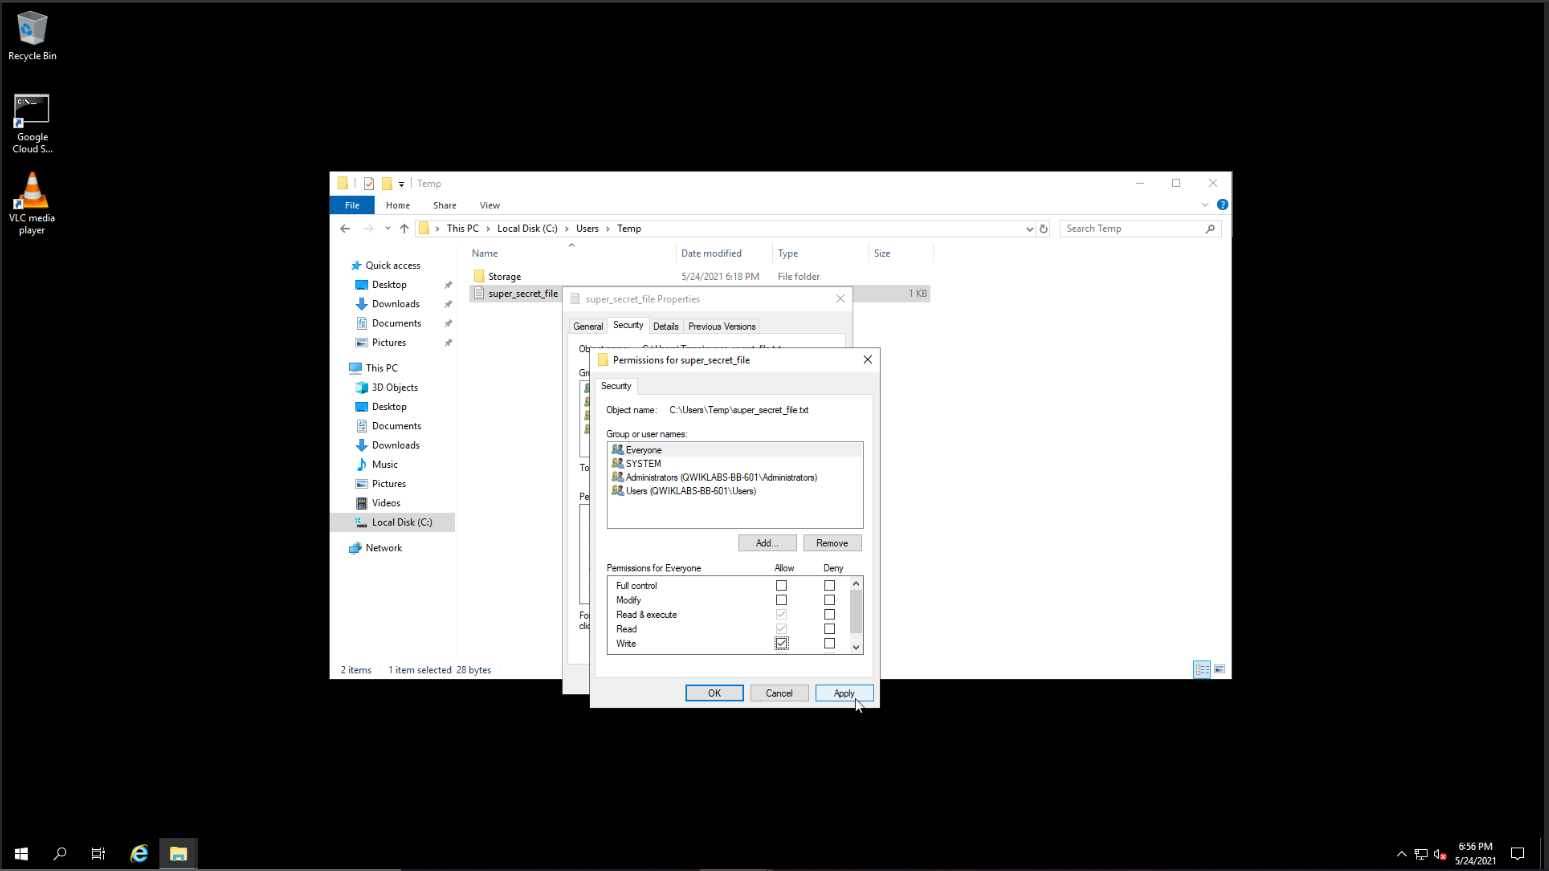 Recycle Bin
Google
Cloud S...
VLC media
player
Temp
File Home Share View
This PC Local Disk (C:) Users Temp
Search Temp
Name Date modified Type Size
Storage 5/24/2021 6:18 PM File folder
super_secret_file 1 KB
Quick access
Desktop
Downloads
Documents
Pictures
This PC
3D Objects
Desktop
Documents
Downloads
Music
Pictures
Videos
Local Disk (C:)
Network
2 items 1 item selected 28 bytes
super_secret_file Properties
General Security Details Previous Versions
Permissions for super_secret_file
Security
Object name: C:\Users\Temp\super_secret_file.txt
Group or user names:
Everyone
SYSTEM
Administrators (QWIKLABS-BB-601\Administrators)
Users (QWIKLABS-BB-601\Users)
Add... Remove
Permissions for Everyone Allow Deny
Full control
Modify
Read & execute
Read
Write
OK Cancel Apply
6:56 PM
5/24/2021